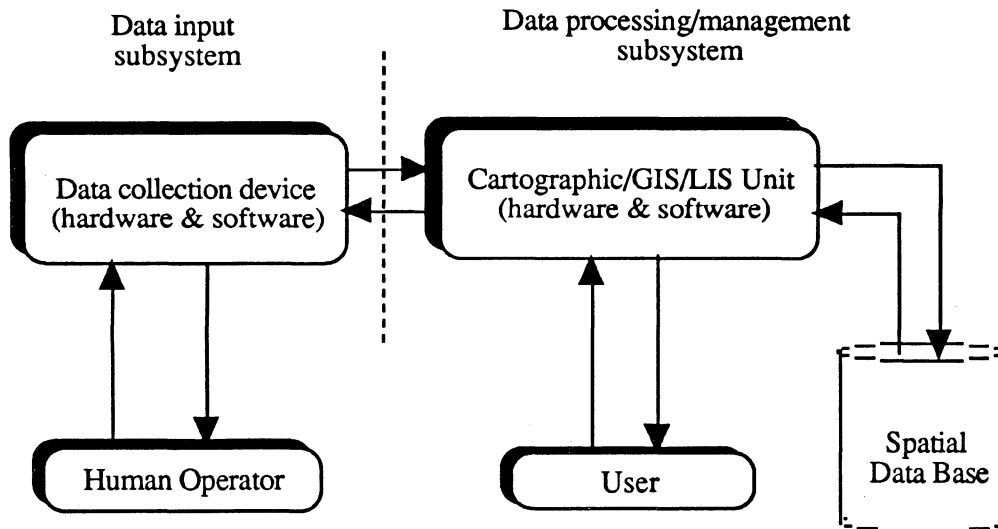 Data input
subsystem
Data processing/management
subsystem
Data collection device
(hardware & software)
Cartographic/GIS/LIS Unit
(hardware & software)
Human Operator
User
Spatial
Data Base